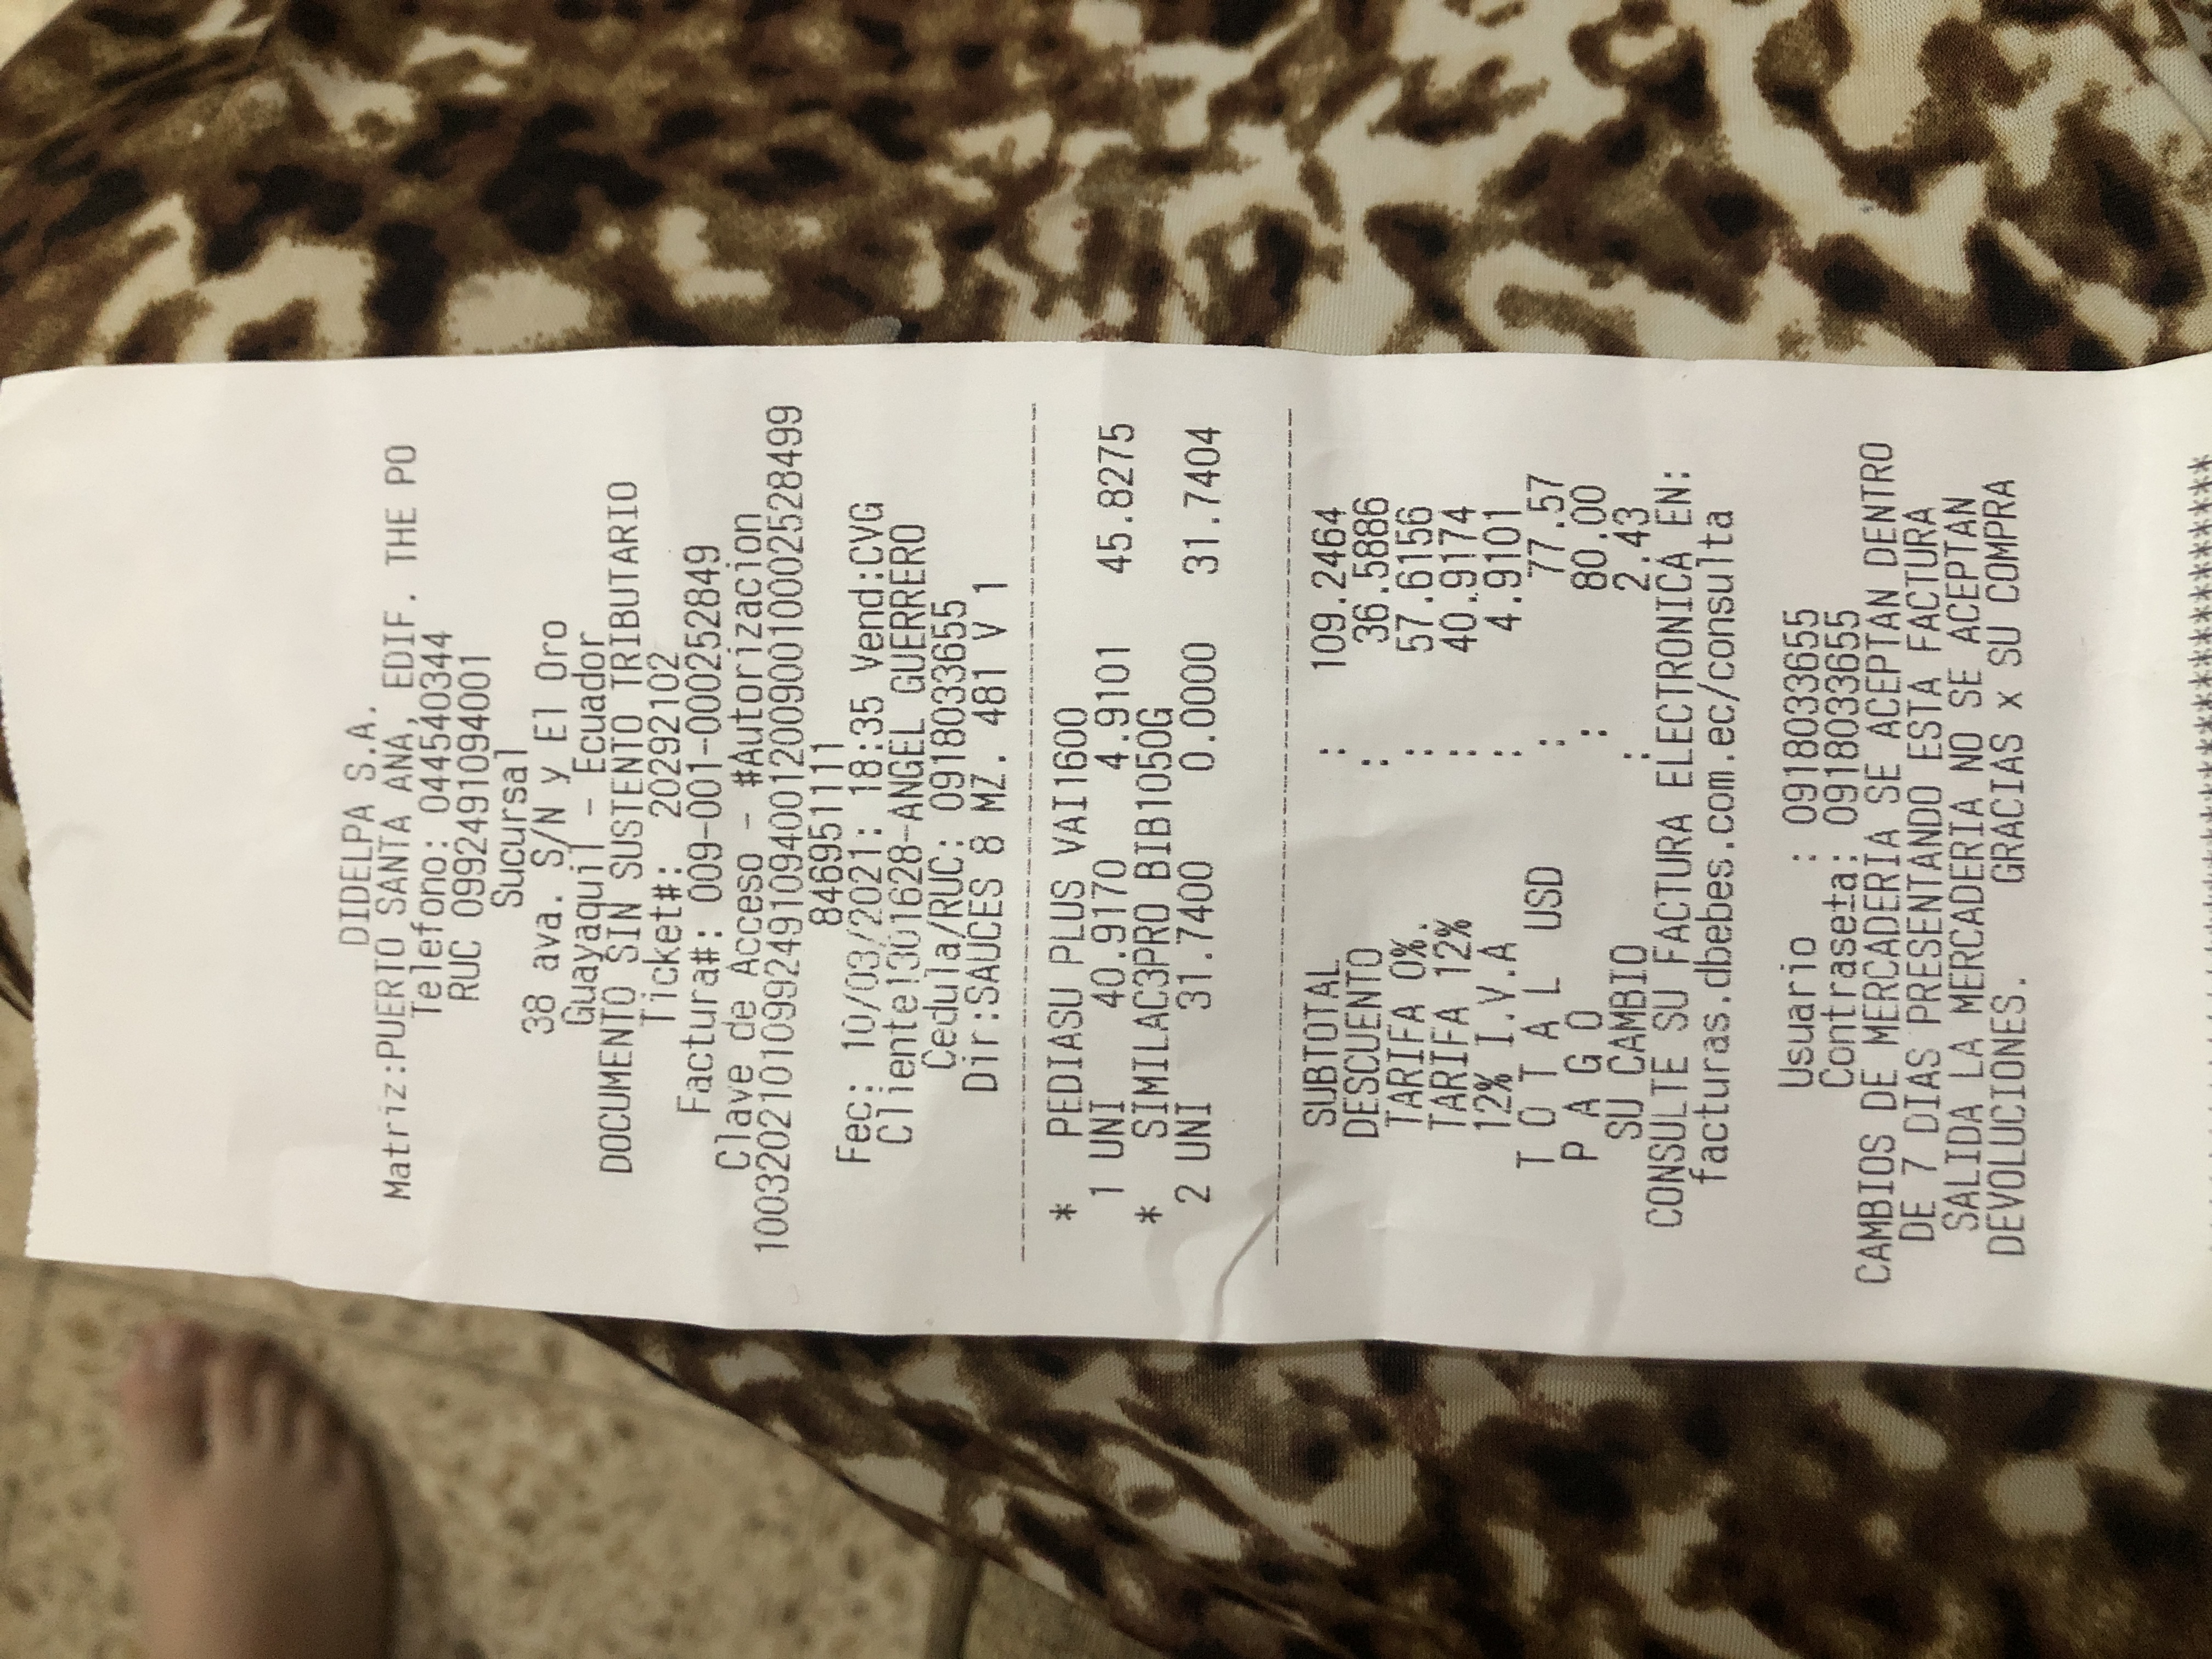 DIDELPA S.A.
Matriz:PUERTO SANTA ANA, EDIF. THE PO
Telefono: 044540344
RUC 0992491094001
Sucursal
38 ava. S/N y El Oro
Guayaquil - Ecuador
DOCUMENTO SIN SUSTENTO TRIBUTARIO
Ticket#: 20292102
Factura#: 009-001-000252849
Clave de Acceso - #Autorizacion
1003202101099249109400120090010002528499
846951111
Fec: 10/03/2021: 18:35 Vend:CVG
Cliente!301628-ANGEL GUERRERO
Cedula/RUC: 0918033655
Dir:SAUCES 8 MZ. 481 V 1
* PEDIASU PLUS VAI1600
1 UNI 40.9170 4.9101 45.8275
* SIMILAC3PRO BIB1050G
2 UNI 31.7400 0.0000 31.7404
SUBTOTAL : 109.2464
DESCUENTO : 36.5886
TARIFA 0%. : 57.6156
TARIFA 12% : 40.9174
12% I.V.A : 4.9101
T O T A L USD : 77.57
P A G O : 80.00
SU CAMBIO : 2.43
CONSULTE SU FACTURA ELECTRONICA EN:
facturas.dbebes.com.ec/consulta
Usuario : 0918033655
Contrase±a: 0918033655
CAMBIOS DE MERCADERIA SE ACEPTAN DENTRO
DE 7 DIAS PRESENTANDO ESTA FACTURA
SALIDA LA MERCADERIA NO SE ACEPTAN
DEVOLUCIONES. GRACIAS x SU COMPRA